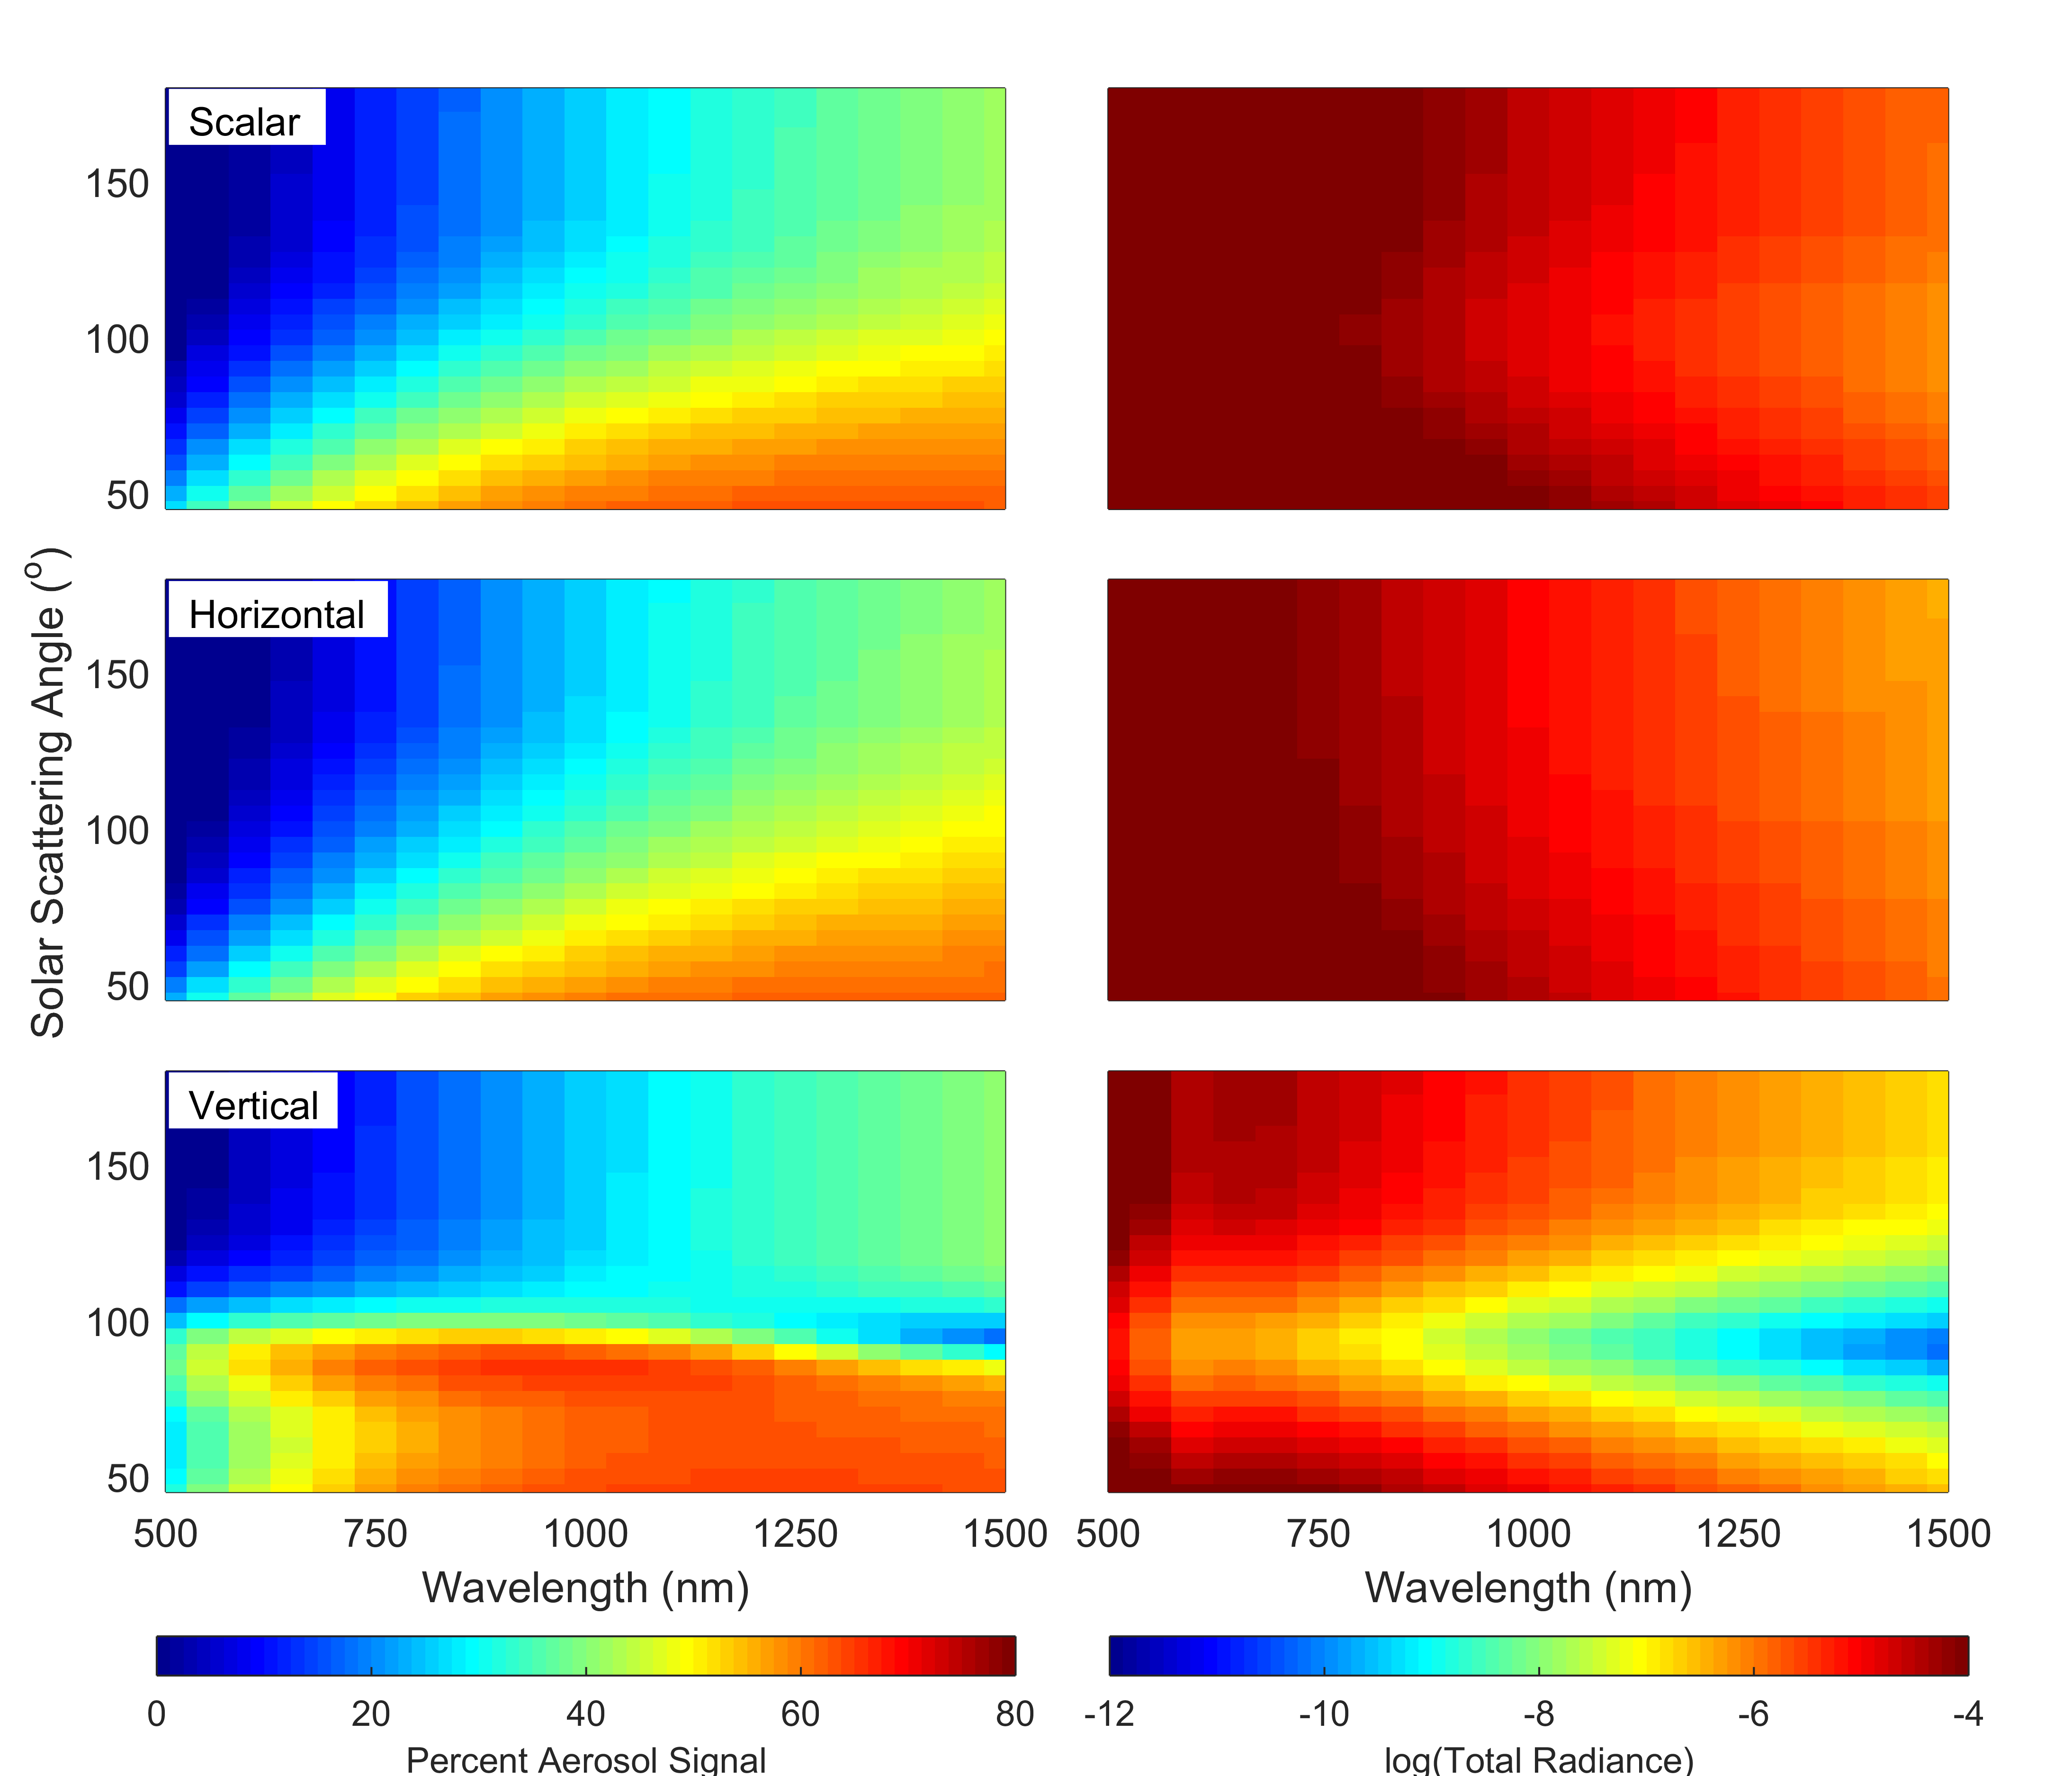 Scalar
150
100
50
Horizontal
150
100
50
Solar Scattering Angle (º)
Vertical
150
100
50
500 750 1000 1250 1500
500 750 1000 1250 1500
Wavelength (nm)
Wavelength (nm)
0 20 40 60 80
-12 -10 -8 -6 -4
Percent Aerosol Signal
log(Total Radiance)